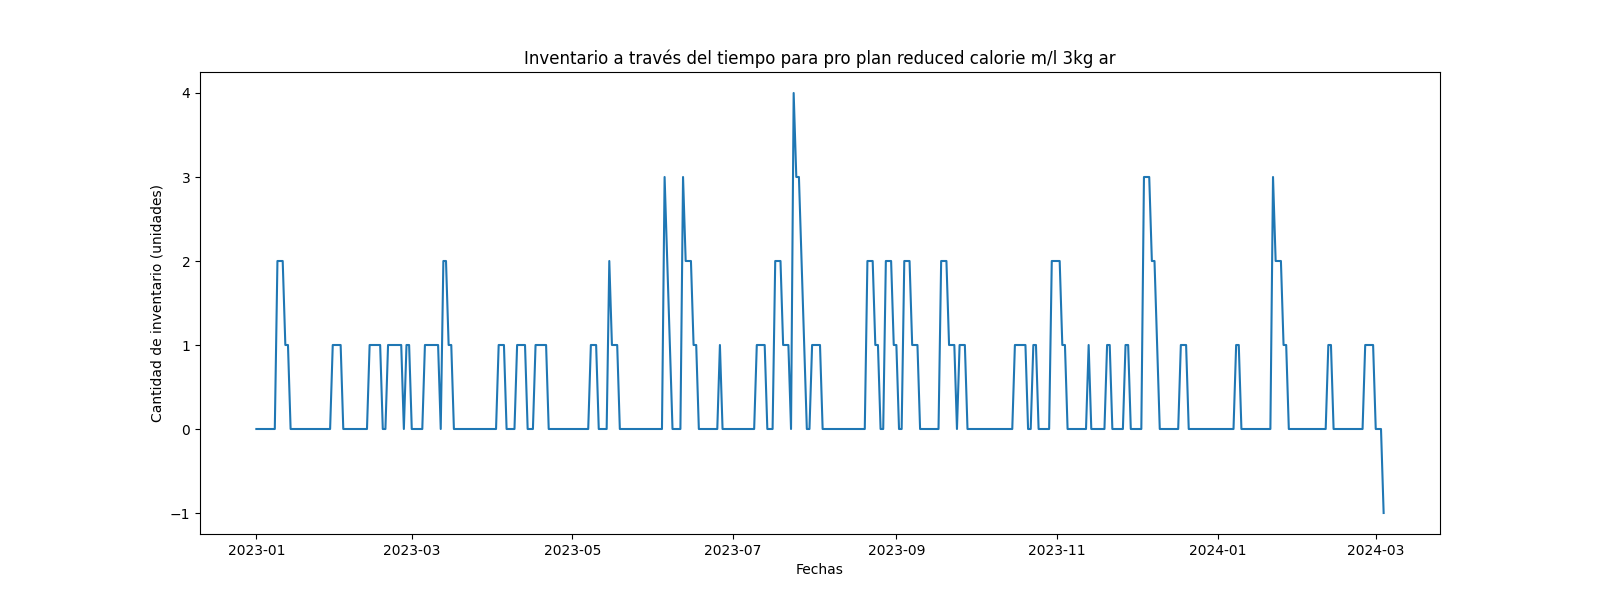 Inventario a través del tiempo para pro plan reduced calorie m/l 3kg ar
Cantidad de inventario (unidades)
4
3
2
1
0
−1
2023-01 2023-03 2023-05 2023-07 2023-09 2023-11 2024-01 2024-03
Fechas